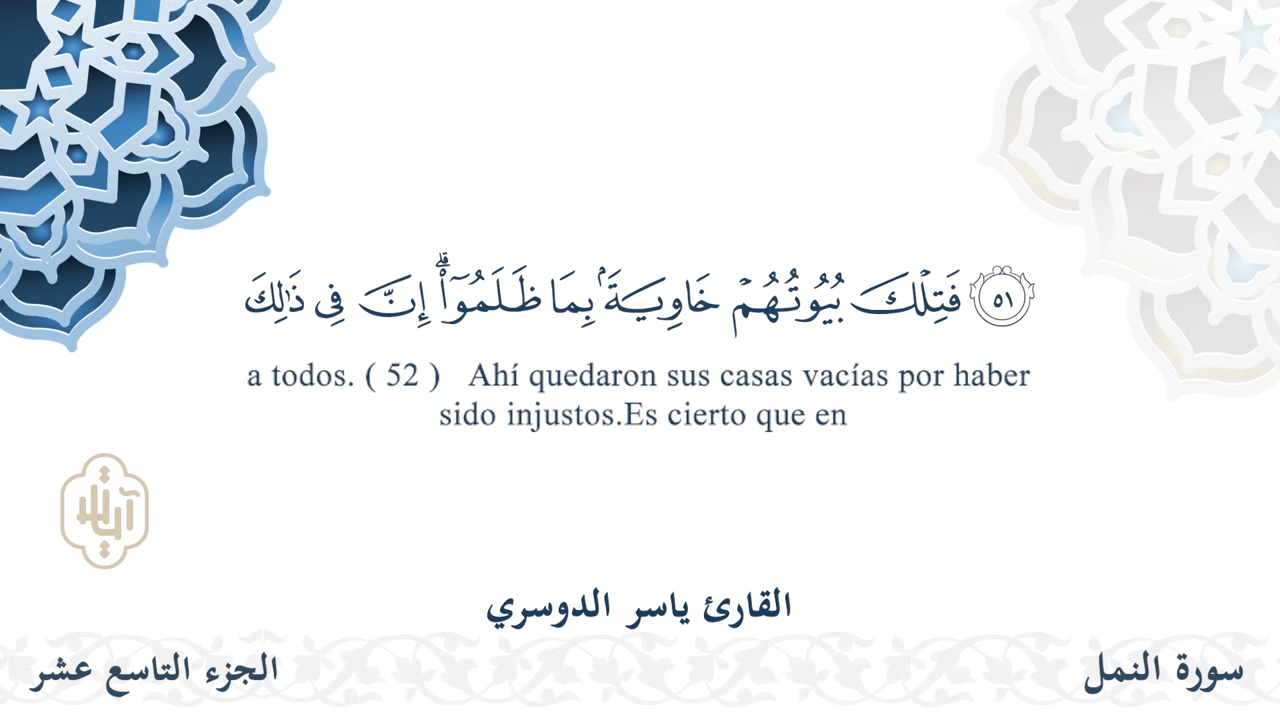 ۝٥١ فَتِلْكَ بُيُوتُهُمْ خَاوِيَةًۢ بِمَا ظَلَمُوٓا۟ ۗ إِنَّ فِى ذَٰلِكَ
a todos. ( 52 ) Ahí quedaron sus casas vacías por haber
sido injustos.Es cierto que en
القارئ ياسر الدوسري
سورة النمل
الجزء التاسع عشر